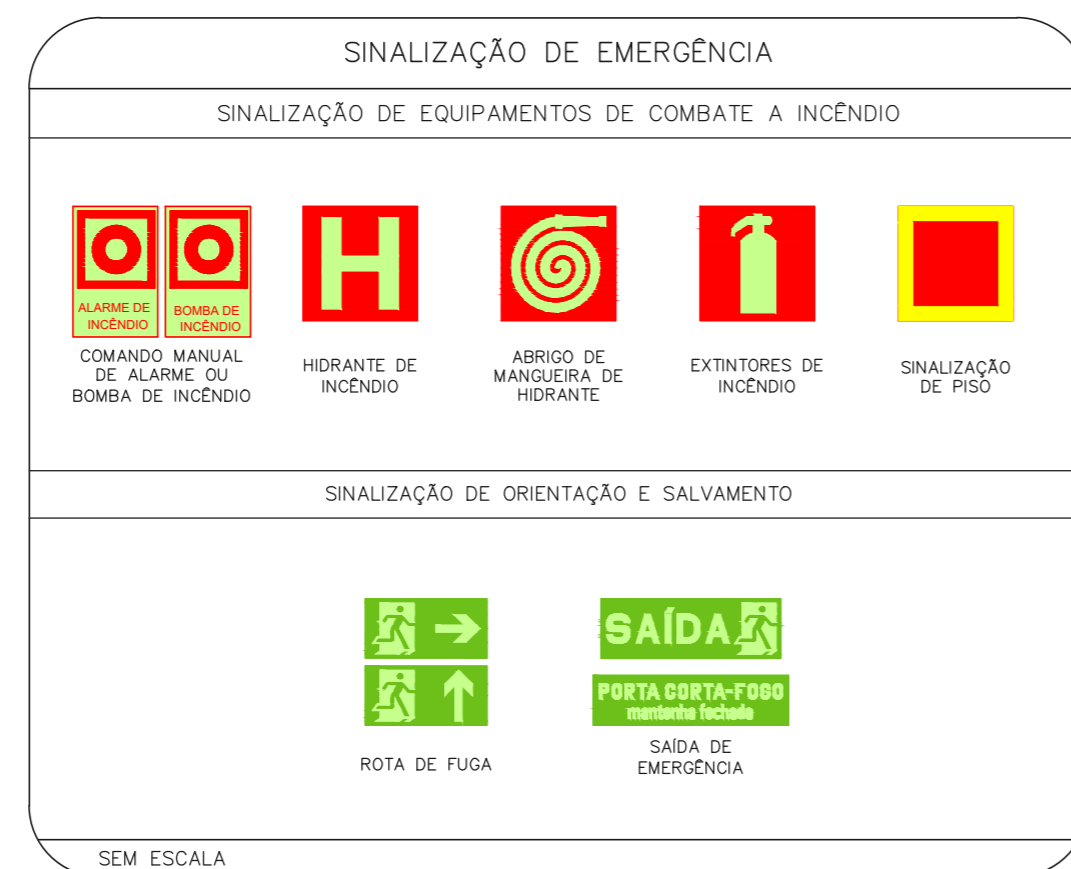 SINALIZAÇÃO DE EMERGÊNCIA
SINALIZAÇÃO DE EQUIPAMENTOS DE COMBATE A INCÊNDIO
ALARME DE
INCÊNDIO
BOMBA DE
INCÊNDIO
H
COMANDO MANUAL
DE ALARME OU
BOMBA DE INCÊNDIO
HIDRANTE DE
INCÊNDIO
ABRIGO DE
MANGUEIRA DE
HIDRANTE
EXTINTORES DE
INCÊNDIO
SINALIZAÇÃO
DE PISO
SINALIZAÇÃO DE ORIENTAÇÃO E SALVAMENTO
SAÍDA
PORTA CORTA-FOGO
mantenha fechada
ROTA DE FUGA
SAÍDA DE
EMERGÊNCIA
SEM ESCALA